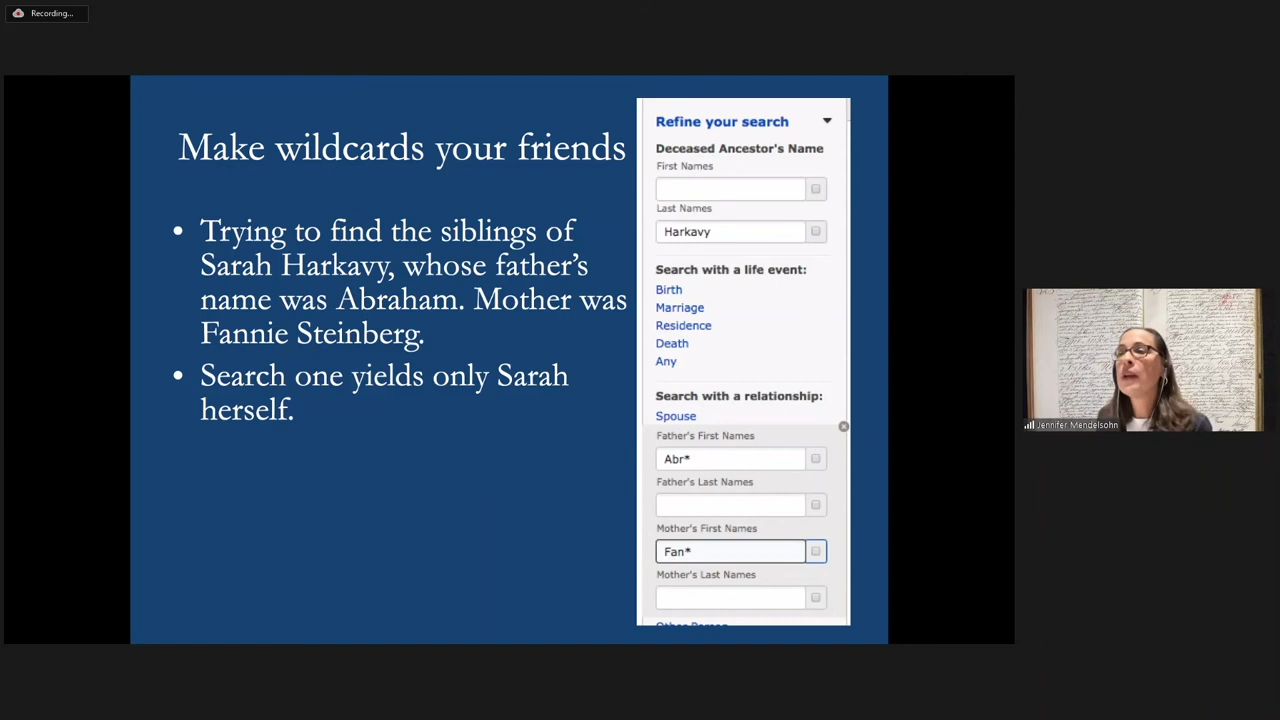 Recording...
Make wildcards your friends
• Trying to find the siblings of
Sarah Harkavy, whose father's
name was Abraham. Mother was
Fannie Steinberg.
• Search one yields only Sarah
herself.
Refine your search
Deceased Ancestor's Name
First Names
Last Names
Harkavy
Search with a life event:
Birth
Marriage
Residence
Death
Any
Search with a relationship:
Spouse
Father's First Names
Abr*
Father's Last Names
Mother's First Names
Fan*
Mother's Last Names
Other Person
Jennifer Mendelsohn